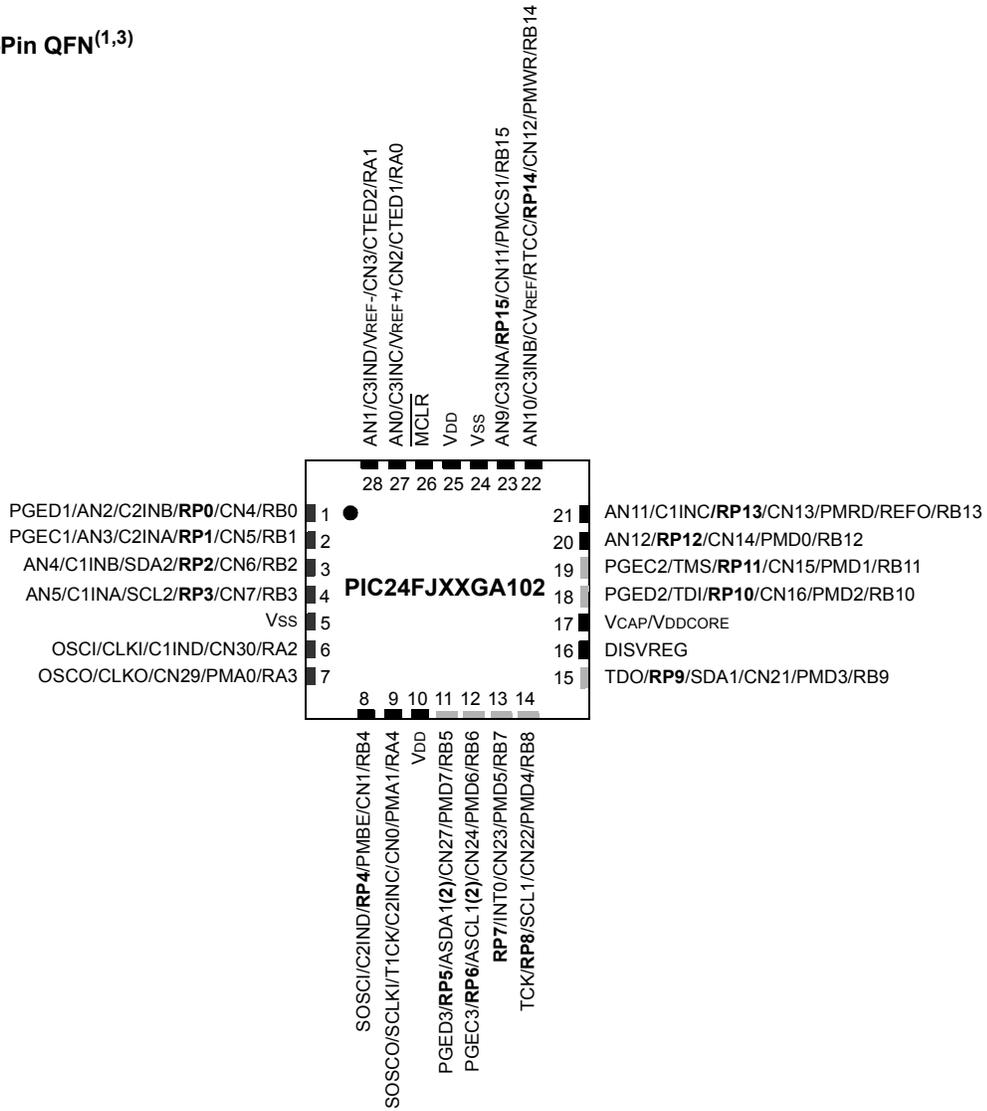 Pin QFN(1,3)
AN1/C3IND/VREF-/CN3/CTED2/RA1
AN0/C3INC/VREF+/CN2/CTED1/RA0
MCLR
VDD
VSS
AN9/C3INA/RP15/CN11/PMCS1/RB15
AN10/C3INB/CVREF/RTCC/RP14/CN12/PMWR/RB14
28 27 26 25 24 23 22
PGED1/AN2/C2INB/RP0/CN4/RB0 1
PGEC1/AN3/C2INA/RP1/CN5/RB1 2
AN4/C1INB/SDA2/RP2/CN6/RB2 3
AN5/C1INA/SCL2/RP3/CN7/RB3 4
VSS 5
OSCI/CLKI/C1IND/CN30/RA2 6
OSCO/CLKO/CN29/PMA0/RA3 7
PIC24FJXXGA102
21 AN11/C1INC/RP13/CN13/PMRD/REFO/RB13
20 AN12/RP12/CN14/PMD0/RB12
19 PGEC2/TMS/RP11/CN15/PMD1/RB11
18 PGED2/TDI/RP10/CN16/PMD2/RB10
17 VCAP/VDDCORE
16 DISVREG
15 TDO/RP9/SDA1/CN21/PMD3/RB9
8 9 10 11 12 13 14
SOSCI/C2IND/RP4/PMBE/CN1/RB4
SOSCO/SCLKI/T1CK/C2INC/CN0/PMA1/RA4
VDD
PGED3/RP5/ASDA1(2)/CN27/PMD7/RB5
PGEC3/RP6/ASCL1(2)/CN24/PMD6/RB6
RP7/INT0/CN23/PMD5/RB7
TCK/RP8/SCL1/CN22/PMD4/RB8